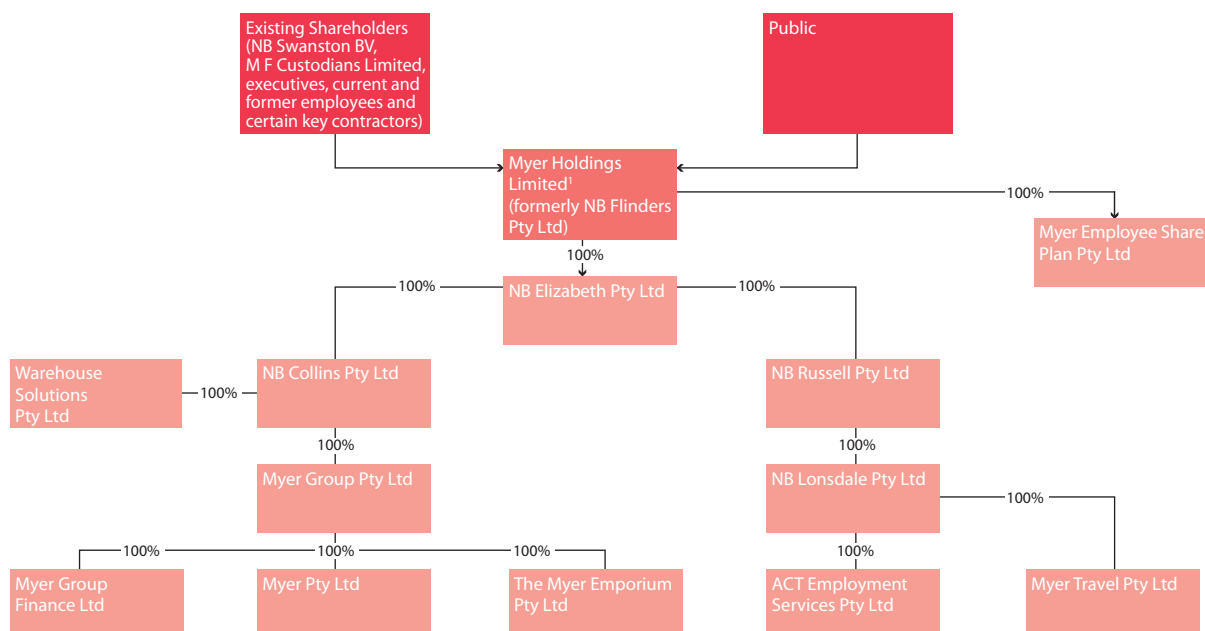 Existing Shareholders
(NB Swanston BV,
M F Custodians Limited,
executives, current and
former employees and
certain key contractors)
Public
Myer Holdings
Limited¹
(formerly NB Flinders
Pty Ltd)
100%
Myer Employee Share
Plan Pty Ltd
100%
100%
NB Elizabeth Pty Ltd
100%
Warehouse
Solutions
Pty Ltd
100%
NB Collins Pty Ltd
NB Russell Pty Ltd
100%
100%
Myer Group Pty Ltd
NB Lonsdale Pty Ltd
100%
100%
100%
100%
100%
Myer Group
Finance Ltd
Myer Pty Ltd
The Myer Emporium
Pty Ltd
ACT Employment
Services Pty Ltd
Myer Travel Pty Ltd